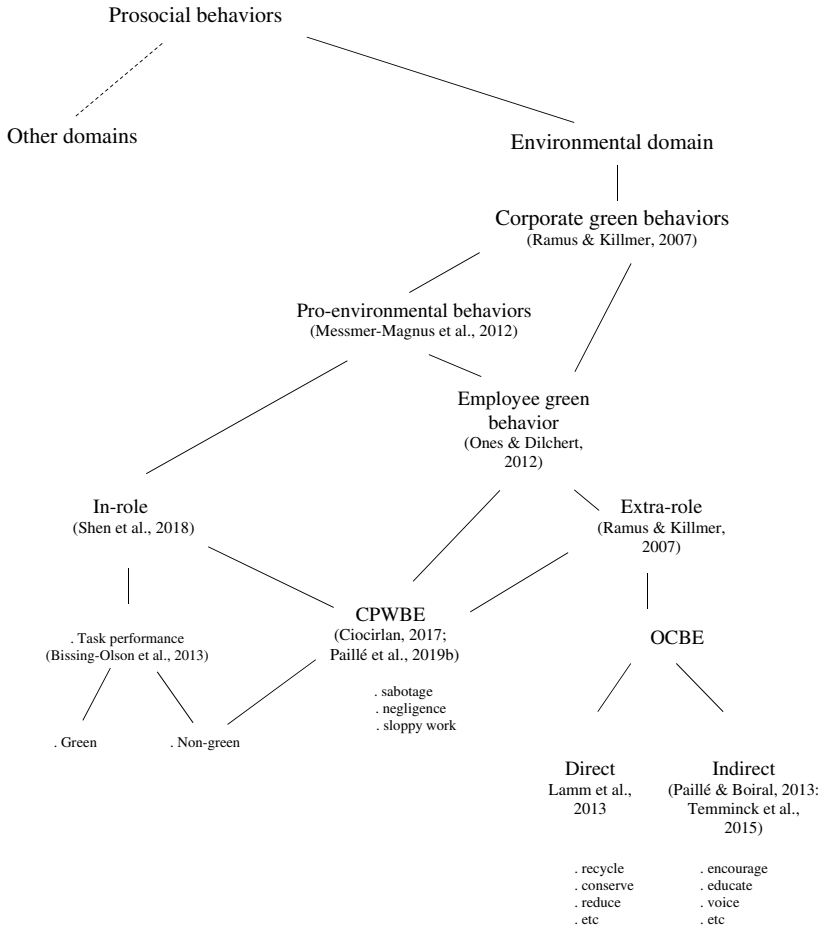 Prosocial behaviors
Other domains
Environmental domain
Corporate green behaviors
(Ramus & Killmer, 2007)
Pro-environmental behaviors
(Messmer-Magnus et al., 2012)
Employee green
behavior
(Ones & Dilchert,
2012)
In-role
(Shen et al., 2018)
Extra-role
(Ramus & Killmer,
2007)
. Task performance
(Bissing-Olson et al., 2013)
CPWBE
(Ciocirlan, 2017;
Paillé et al., 2019b)
. sabotage
. negligence
. sloppy work
OCBE
. Green
. Non-green
Direct
Lamm et al.,
2013
. recycle
. conserve
. reduce
. etc
Indirect
(Paillé & Boiral, 2013:
Temminck et al.,
2015)
. encourage
. educate
. voice
. etc